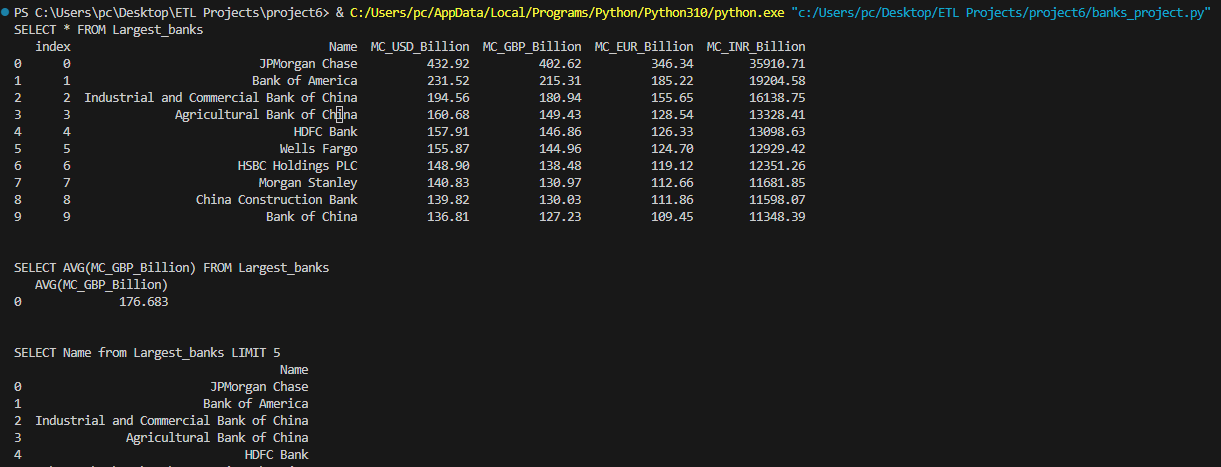 PS C:\Users\pc\Desktop\ETL Projects\project6> & C:/Users/pc/AppData/Local/Programs/Python/Python310/python.exe "c:/Users/pc/Desktop/ETL Projects/project6/banks_project.py"
SELECT * FROM Largest_banks
index Name MC_USD_Billion MC_GBP_Billion MC_EUR_Billion MC_INR_Billion
0 0 JPMorgan Chase 432.92 402.62 346.34 35910.71
1 1 Bank of America 231.52 215.31 185.22 19204.58
2 2 Industrial and Commercial Bank of China 194.56 180.94 155.65 16138.75
3 3 Agricultural Bank of China 160.68 149.43 128.54 13328.41
4 4 HDFC Bank 157.91 146.86 126.33 13098.63
5 5 Wells Fargo 155.87 144.96 124.70 12929.42
6 6 HSBC Holdings PLC 148.90 138.48 119.12 12351.26
7 7 Morgan Stanley 140.83 130.97 112.66 11681.85
8 8 China Construction Bank 139.82 130.03 111.86 11598.07
9 9 Bank of China 136.81 127.23 109.45 11348.39
SELECT AVG(MC_GBP_Billion) FROM Largest_banks
AVG(MC_GBP_Billion)
0 176.683
SELECT Name from Largest_banks LIMIT 5
Name
0 JPMorgan Chase
1 Bank of America
2 Industrial and Commercial Bank of China
3 Agricultural Bank of China
4 HDFC Bank